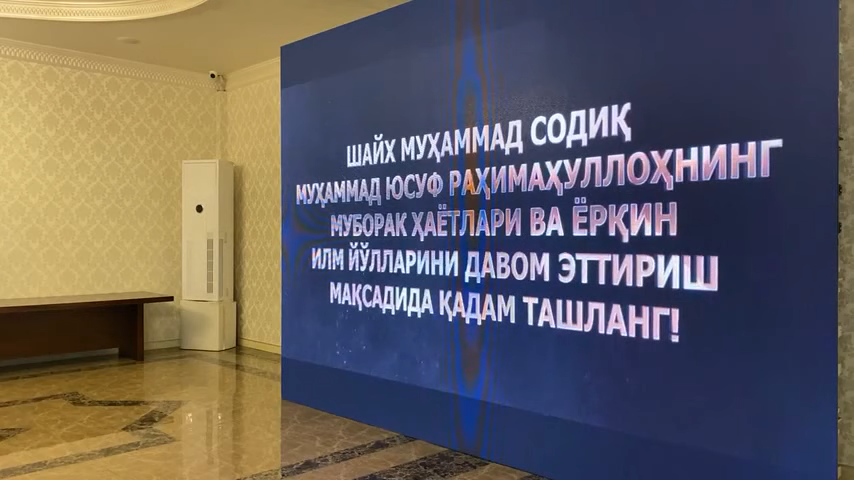 ШАЙХ МУҲАММАД СОДИҚ
МУҲАММАД ЮСУФ РАҲИМАҲУЛЛОҲНИНГ
МУБОРАК ҲАЁТЛАРИ ВА ЁРҚИН
ИЛМ ЙЎЛЛАРИНИ ДАВОМ ЭТТИРИШ
МАҚСАДИДА ҚАДАМ ТАШЛАНГ!